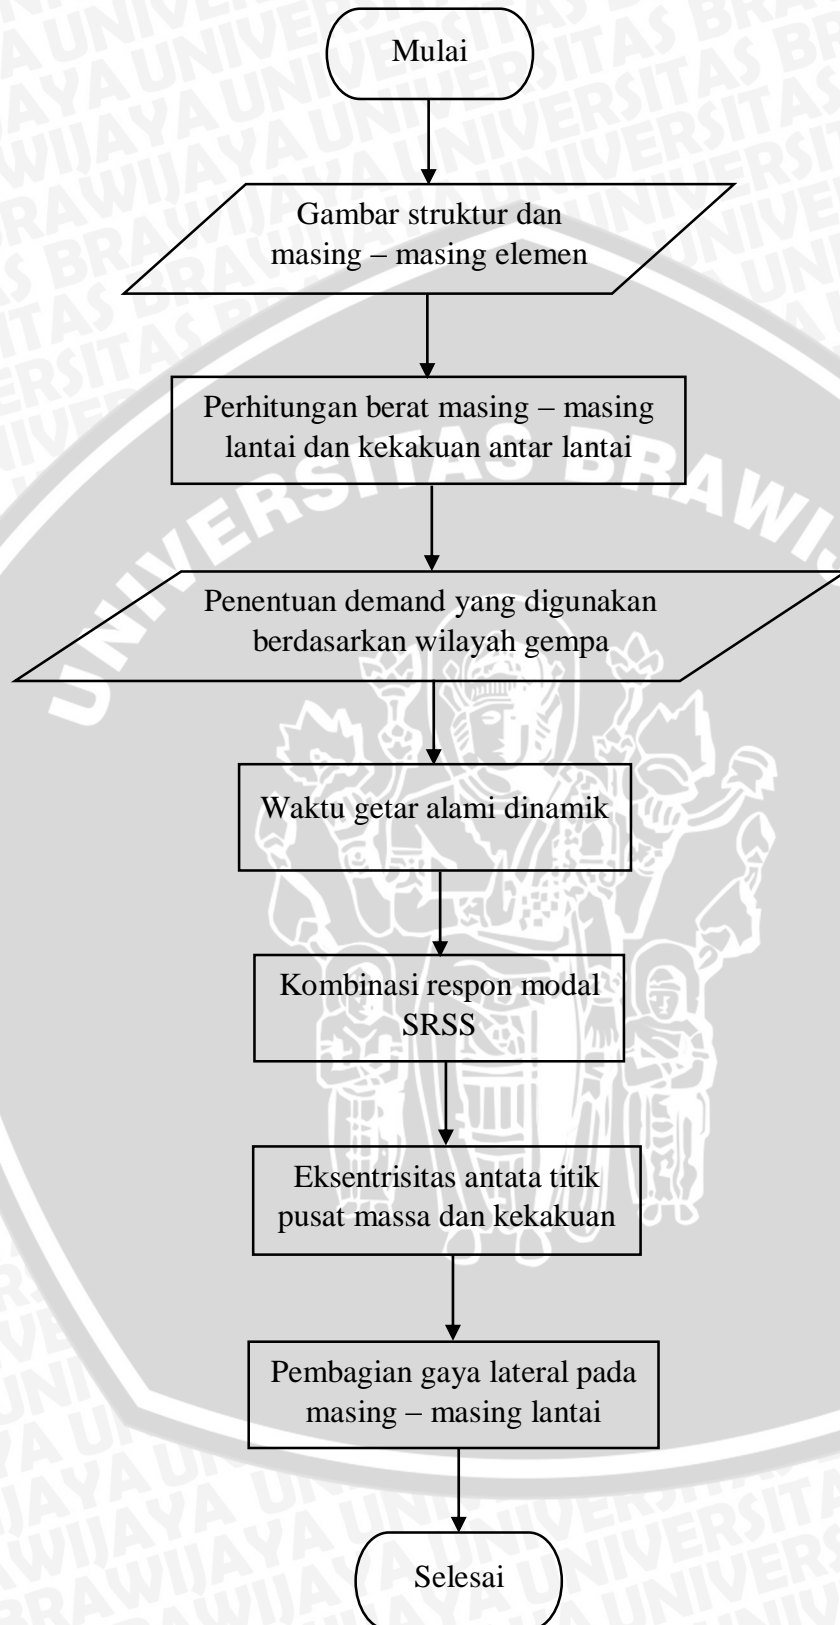 Mulai
Gambar struktur dan
masing – masing elemen
Perhitungan berat masing – masing
lantai dan kekakuan antar lantai
UNIVERSITAS BRAWIJ
Penentuan demand yang digunakan
berdasarkan wilayah gempa
Waktu getar alami dinamik
Kombinasi respon modal
SRSS
Eksentrisitas antata titik
pusat massa dan kekakuan
Pembagian gaya lateral pada
masing – masing lantai
Selesai